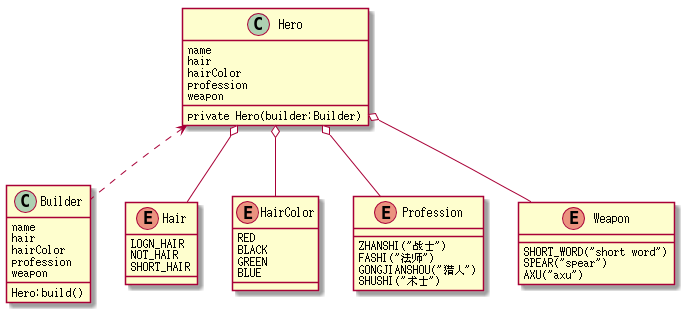 C Hero
name
hair
hairColor
profession
weapon
private Hero(builder:Builder)
C Builder
name
hair
hairColor
profession
weapon
Hero:build()
E Hair
LOGN_HAIR
NOT_HAIR
SHORT_HAIR
E HairColor
RED
BLACK
GREEN
BLUE
E Profession
ZHANSHI("战士")
FASHI("法师")
GONGJIANSHOU("猎人")
SHUSHI("术士")
E Weapon
SHORT_WORD("short word")
SPEAR("spear")
AXU("axu")